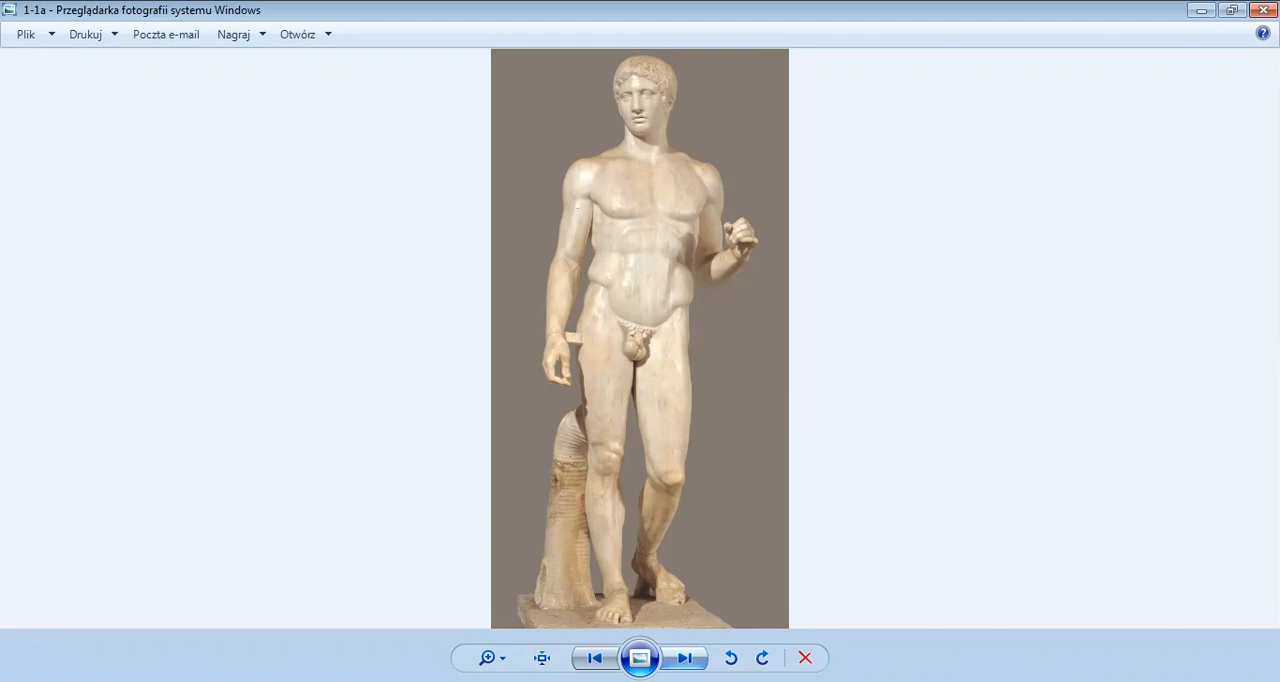 1-1a - Przeglądarka fotografii systemu Windows
Plik Drukuj Poczta e-mail Nagraj Otwórz ?